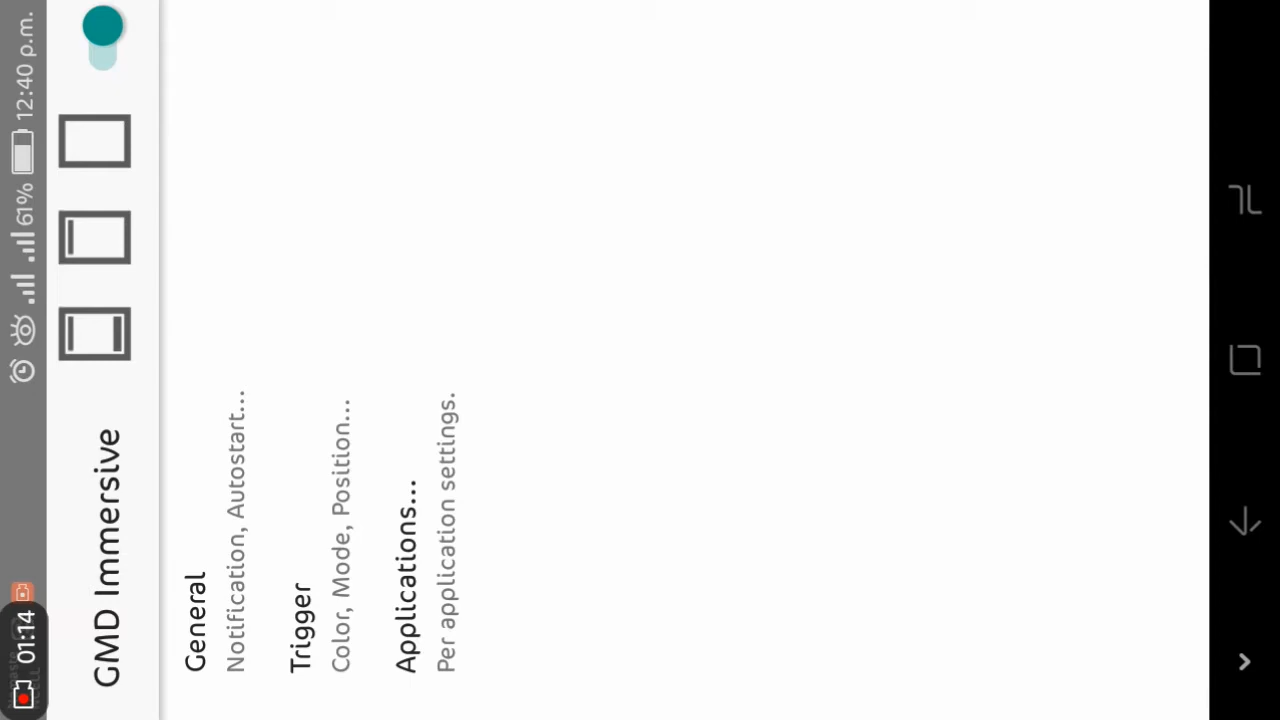 01:14
61% 12:40 p.m.
GMD Immersive
General
Notification, Autostart...
Trigger
Color, Mode, Position...
Applications...
Per application settings.